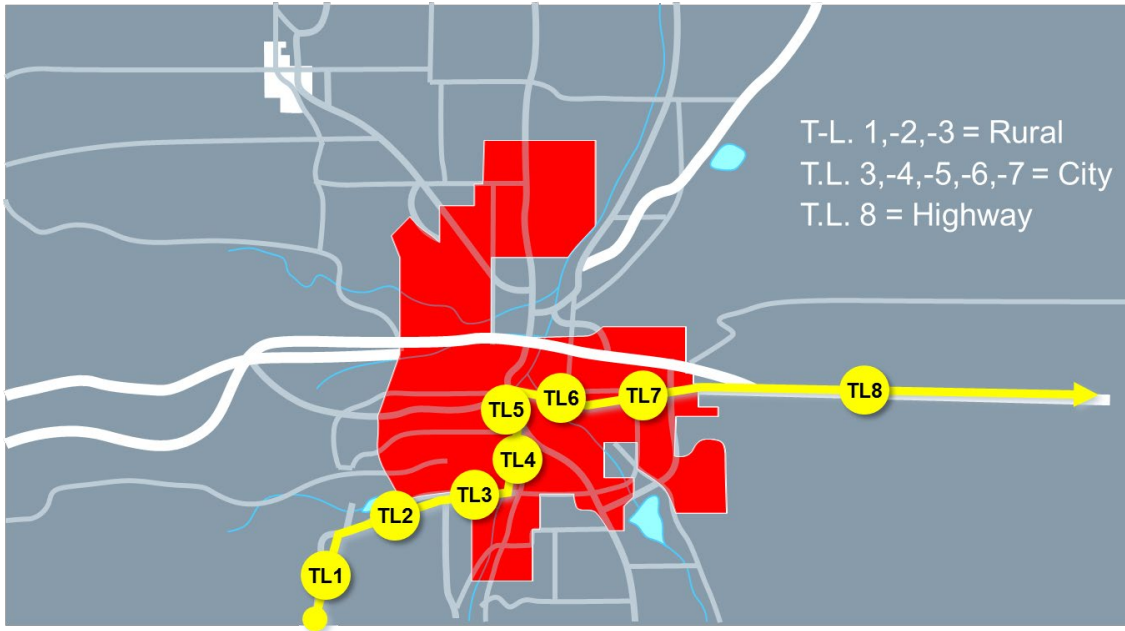 T-L. 1,-2,-3 = Rural
T.L. 3,-4,-5,-6,-7 = City
T.L. 8 = Highway
TL8
TL7
TL6
TL5
TL4
TL3
TL2
TL1